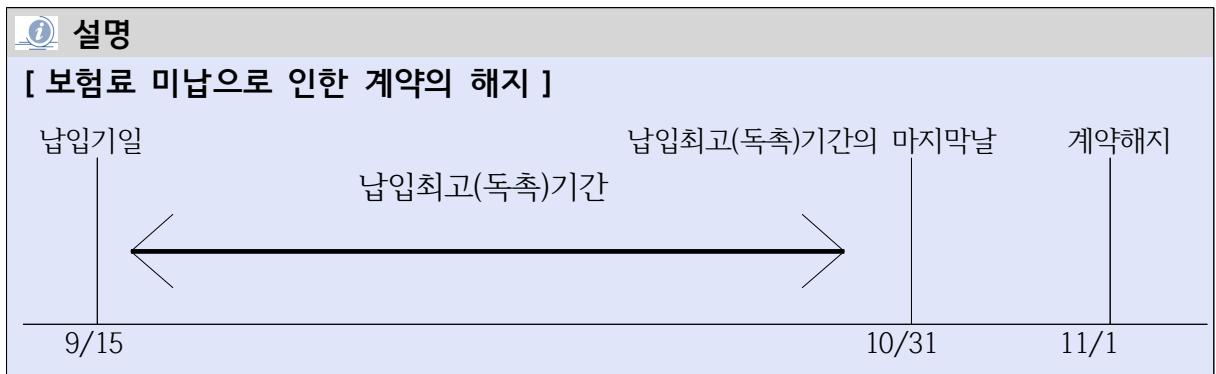 설명
[ 보험료 미납으로 인한 계약의 해지 ]
납입기일 납입최고(독촉)기간의 마지막날 계약해지
납입최고(독촉)기간
9/15 10/31 11/1